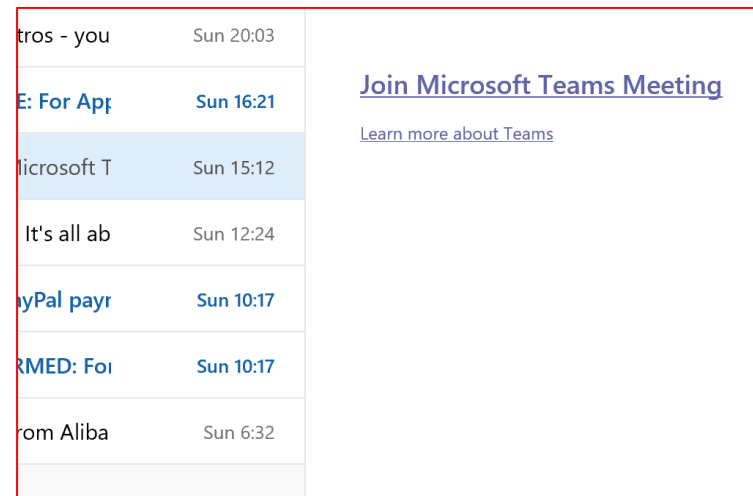 tros - you Sun 20:03
E: For App Sun 16:21
Microsoft T Sun 15:12
It's all ab Sun 12:24
ayPal payr Sun 10:17
RMED: For Sun 10:17
rom Aliba Sun 6:32
Join Microsoft Teams Meeting
Learn more about Teams